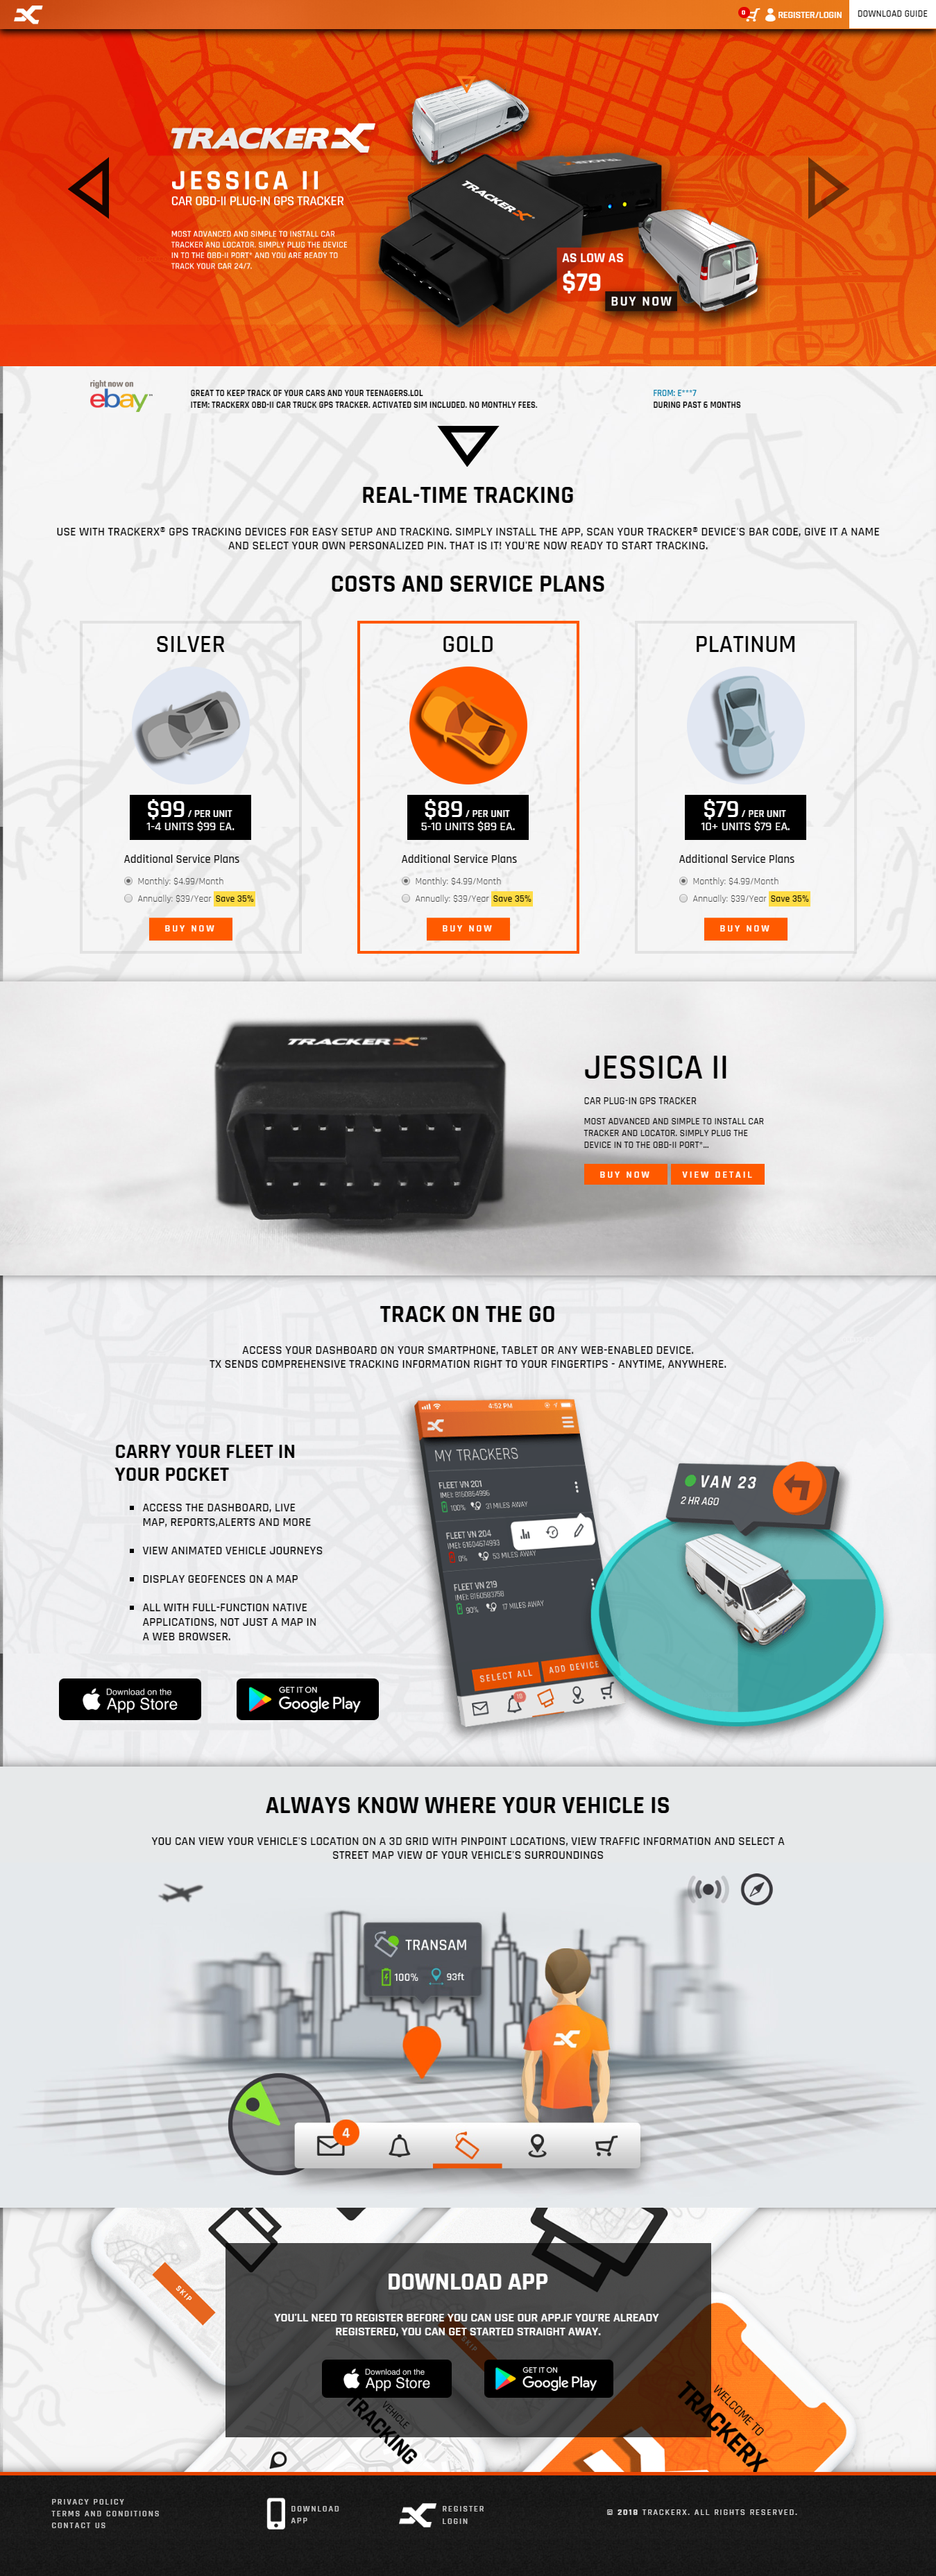 0
REGISTER/LOGIN
DOWNLOAD GUIDE
TRACKERX
JESSICA II
CAR OBD-II PLUG-IN GPS TRACKER
MOST ADVANCED AND SIMPLE TO INSTALL CAR
TRACKER AND LOCATOR. SIMPLY PLUG THE DEVICE
IN TO THE OBD-II PORT* AND YOU ARE READY TO
TRACK YOUR CAR 24/7.
TRACKERX
AS LOW AS
$79
BUY NOW
right now on
ebay
GREAT TO KEEP TRACK OF YOUR CARS AND YOUR TEENAGERS.LOL
ITEM: TRACKERX OBD-II CAR TRUCK GPS TRACKER. ACTIVATED SIM INCLUDED. NO MONTHLY FEES.
FROM: E***7
DURING PAST 6 MONTHS
REAL-TIME TRACKING
USE WITH TRACKERX® GPS TRACKING DEVICES FOR EASY SETUP AND TRACKING. SIMPLY INSTALL THE APP, SCAN YOUR TRACKER® DEVICE'S BAR CODE, GIVE IT A NAME
AND SELECT YOUR OWN PERSONALIZED PIN. THAT IS IT! YOU'RE NOW READY TO START TRACKING.
COSTS AND SERVICE PLANS
SILVER
$99 / PER UNIT
1-4 UNITS $99 EA.
Additional Service Plans
Monthly: $4.99/Month
Annually: $39/Year Save 35%
BUY NOW
GOLD
$89 / PER UNIT
5-10 UNITS $89 EA.
Additional Service Plans
Monthly: $4.99/Month
Annually: $39/Year Save 35%
BUY NOW
PLATINUM
$79 / PER UNIT
10+ UNITS $79 EA.
Additional Service Plans
Monthly: $4.99/Month
Annually: $39/Year Save 35%
BUY NOW
TRACKERX
JESSICA II
CAR PLUG-IN GPS TRACKER
MOST ADVANCED AND SIMPLE TO INSTALL CAR
TRACKER AND LOCATOR. SIMPLY PLUG THE
DEVICE IN TO THE OBD-II PORT*...
BUY NOW
VIEW DETAIL
TRACK ON THE GO
ACCESS YOUR DASHBOARD ON YOUR SMARTPHONE, TABLET OR ANY WEB-ENABLED DEVICE.
TX SENDS COMPREHENSIVE TRACKING INFORMATION RIGHT TO YOUR FINGERTIPS - ANYTIME, ANYWHERE.
CARRY YOUR FLEET IN
YOUR POCKET
ACCESS THE DASHBOARD, LIVE
MAP, REPORTS,ALERTS AND MORE
VIEW ANIMATED VEHICLE JOURNEYS
DISPLAY GEOFENCES ON A MAP
ALL WITH FULL-FUNCTION NATIVE
APPLICATIONS, NOT JUST A MAP IN
A WEB BROWSER.
Download on the
App Store
GET IT ON
Google Play
4:52 PM
MY TRACKERS
FLEET VN 201
100% 31 MILES AWAY
FLEET VN 204
0% 53 MILES AWAY
FLEET VN 219
90% 17 MILES AWAY
SELECT ALL
ADD DEVICE
VAN 23
2 HR AGO
ALWAYS KNOW WHERE YOUR VEHICLE IS
YOU CAN VIEW YOUR VEHICLE'S LOCATION ON A 3D GRID WITH PINPOINT LOCATIONS, VIEW TRAFFIC INFORMATION AND SELECT A
STREET MAP VIEW OF YOUR VEHICLE'S SURROUNDINGS
TRANSAM
100% 93ft
4
SKIP
DOWNLOAD APP
YOU'LL NEED TO REGISTER BEFORE YOU CAN USE OUR APP.IF YOU'RE ALREADY
REGISTERED, YOU CAN GET STARTED STRAIGHT AWAY.
SKIP
Download on the
App Store
GET IT ON
Google Play
VEHICLE
TRACKING
WELCOME TO
TRACKERX
PRIVACY POLICY
TERMS AND CONDITIONS
CONTACT US
DOWNLOAD
APP
REGISTER
LOGIN
© 2018 TRACKERX. ALL RIGHTS RESERVED.